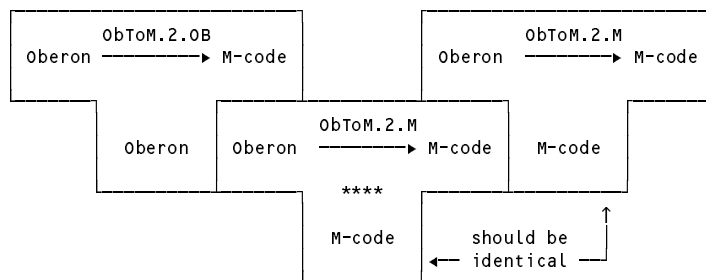 ObToM.2.OB ObToM.2.M
Oberon M-code Oberon M-code
ObToM.2.M
Oberon Oberon M-code M-code
****
M-code should be
identical